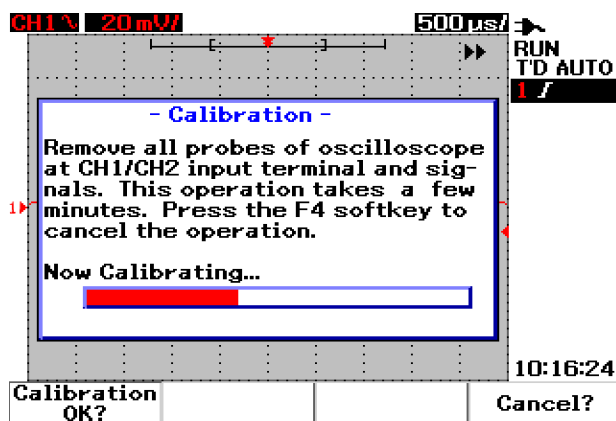 CH1 20mV/ 500μs/
RUN
T'D AUTO
1
- Calibration -
Remove all probes of oscilloscope
at CH1/CH2 input terminal and sig-
nals. This operation takes a few
minutes. Press the F4 softkey to
cancel the operation.
Now Calibrating...
1
10:16:24
Calibration
OK?
Cancel?